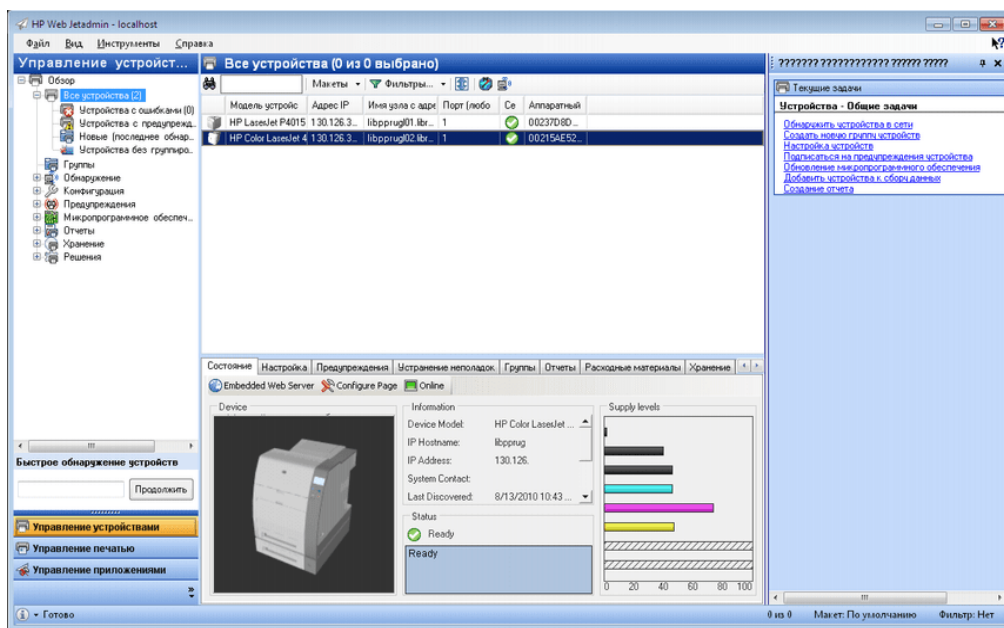 HP Web Jetadmin - localhost
Файл Вид Инструменты Справка
Управление устройст...
Обзор
Все устройства (2)
Устройства с ошибками (0)
Устройства с предупрежд..
Новые (последнее обнар..
Устройства без группиро..
Группы
Обнаружение
Конфигурация
Предупреждения
Микропрограммное обеспеч..
Отчеты
Хранение
Решения
Быстрое обнаружение устройств
Продолжить
Управление устройствами
Управление печатью
Управление приложениями
Готово
Все устройства (0 из 0 выбрано)
Макеты Фильтры...
Модель устройс Адрес IP Имя узла с адре Порт (любо Се Аппаратный
HP LaserJet P4015 130.126.3... libpprugl01.libr... 1 00237D8D...
HP Color LaserJet 4 130.126.3... libpprugl02.libr... 1 00215AE52...
Состояние Настройка Предупреждения Устранение неполадок Группы Отчеты Расходные материалы Хранение
Embedded Web Server Configure Page Online
Device
Information
Device Model: HP Color LaserJet ...
IP Hostname: libpprug
IP Address: 130.126.
System Contact:
Last Discovered: 8/13/2010 10:43 ...
Status
Ready
Ready
Supply levels
0 20 40 60 80 100
??????? ???????????? ?????? ?????
Текущие задачи
Устройства - Общие задачи
Обнаружить устройства в сети
Создать новую группу устройств
Настройка устройств
Подписаться на предупреждения устройства
Обновление микропрограммного обеспечения
Добавить устройства к сбору данных
Создание отчета
0 из 0 Макет: По умолчанию Фильтр: Нет